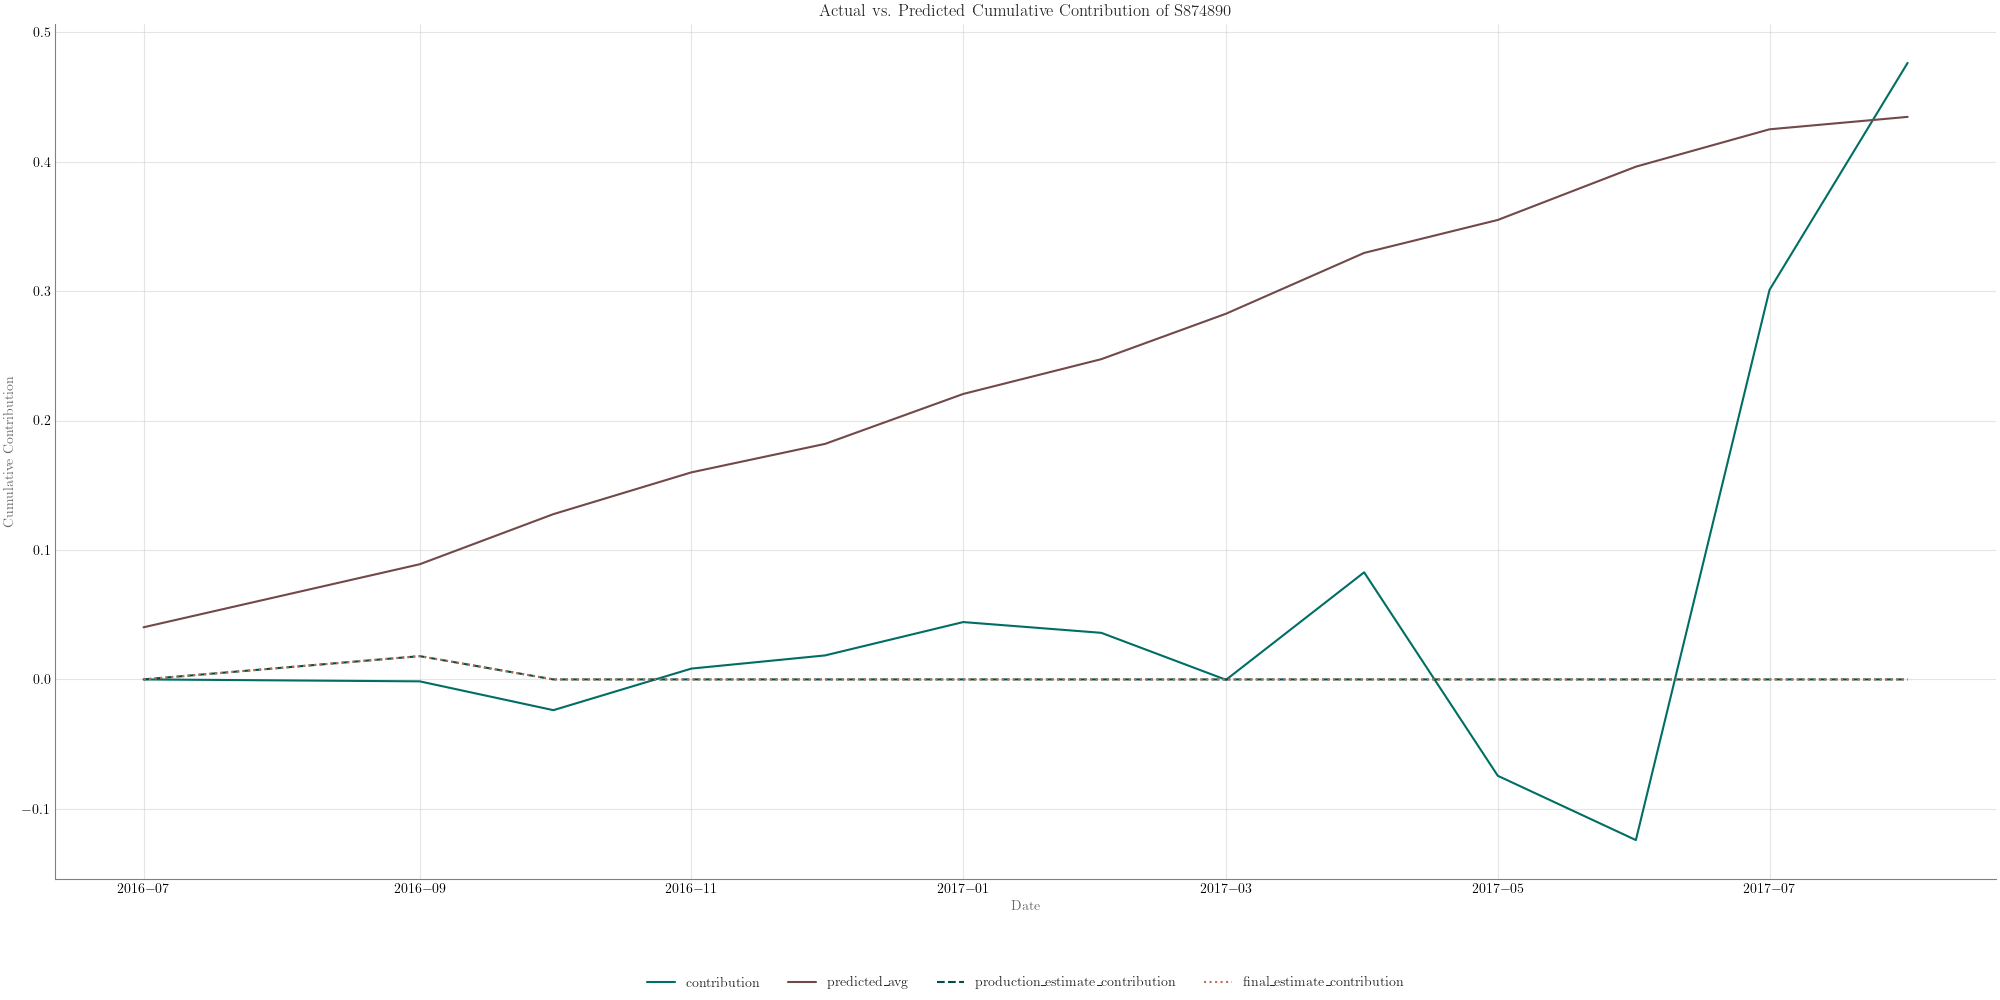 Actual vs. Predicted Cumulative Contribution of S874890
0.5
0.4
0.3
0.2
0.1
0.0
−0.1
Cumulative Contribution
2016−07 2016−09 2016−11 2017−01 2017−03 2017−05 2017−07
Date
contribution predicted_avg production_estimate_contribution final_estimate_contribution